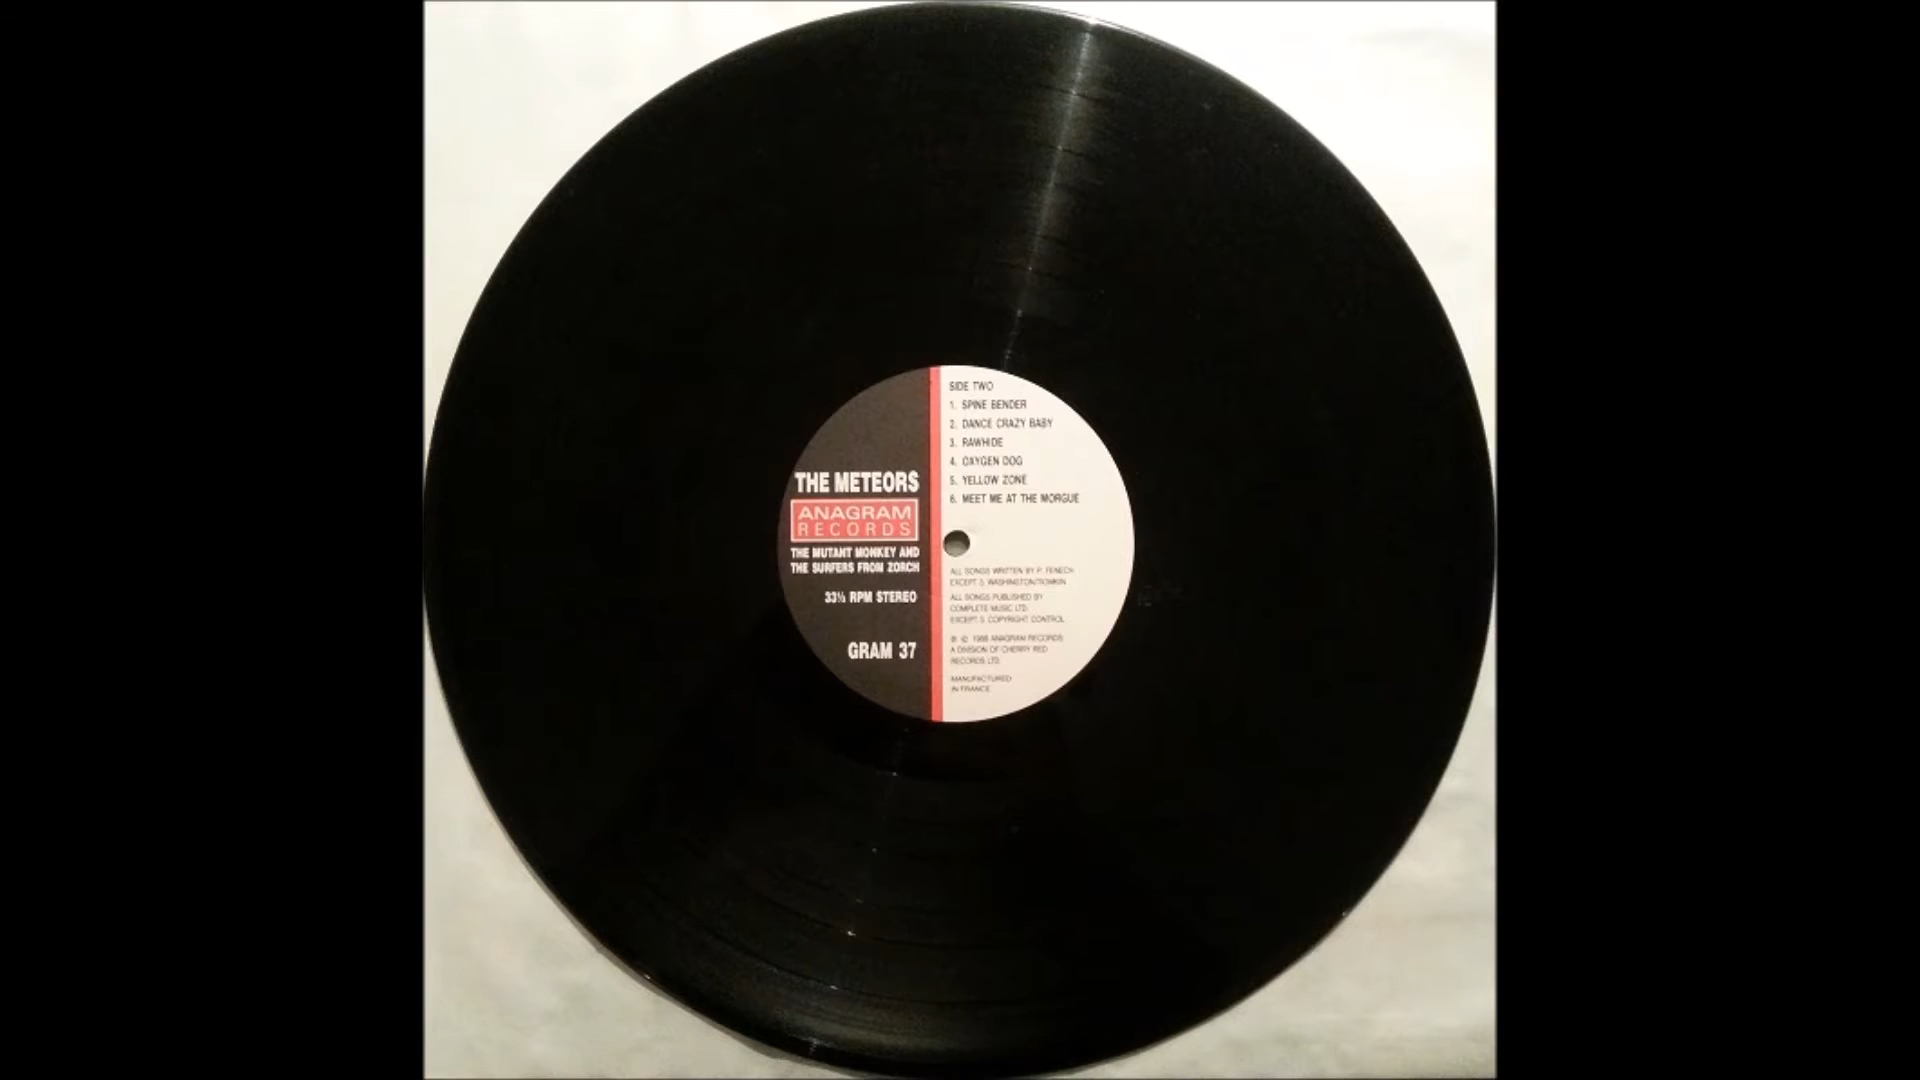 THE METEORS
ANAGRAM
RECORDS
THE MUTANT MONKEY AND
THE SURFERS FROM ZORCH
33⅓ RPM STEREO
GRAM 37
SIDE TWO
1. SPINE BENDER
2. DANCE CRAZY BABY
3. RAWHIDE
4. OXYGEN DOG
5. YELLOW ZONE
6. MEET ME AT THE MORGUE
ALL SONGS WRITTEN BY P. FENECH
EXCEPT 3. WASHINGTON/TIOMKIN
ALL SONGS PUBLISHED BY
COMPLETE MUSIC LTD.
EXCEPT 3. COPYRIGHT CONTROL
℗ © 1988 ANAGRAM RECORDS
A DIVISION OF CHERRY RED
RECORDS LTD.
MANUFACTURED
IN FRANCE